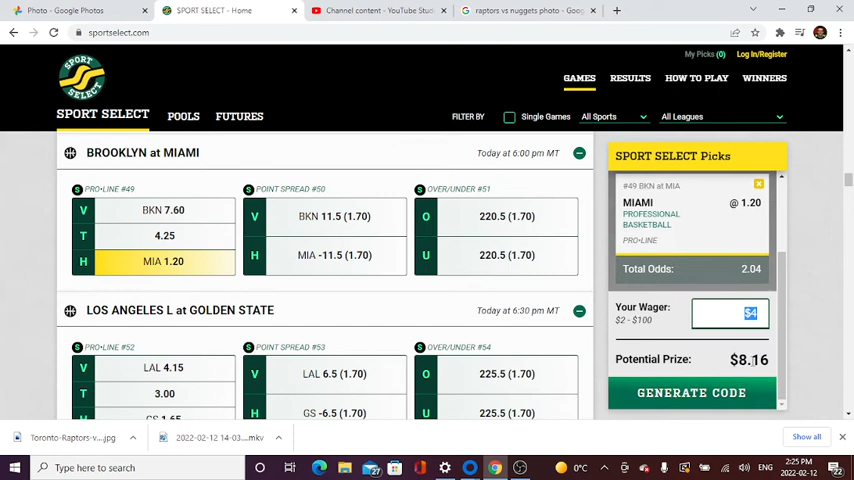 Photo - Google Photos
SPORT SELECT - Home
Channel content - YouTube Studi
raptors vs nuggets photo - Goog
sportselect.com
My Picks (0)
Log In/Register
SPORT SELECT
GAMES
RESULTS
HOW TO PLAY
WINNERS
SPORT SELECT
POOLS
FUTURES
FILTER BY
Single Games
All Sports
All Leagues
BROOKLYN at MIAMI
Today at 6:00 pm MT
S PRO•LINE #49
V BKN 7.60
T 4.25
H MIA 1.20
S POINT SPREAD #50
V BKN 11.5 (1.70)
H MIA -11.5 (1.70)
S OVER/UNDER #51
O 220.5 (1.70)
U 220.5 (1.70)
LOS ANGELES L at GOLDEN STATE
Today at 6:30 pm MT
S PRO•LINE #52
V LAL 4.15
T 3.00
GS 1.65
S POINT SPREAD #53
V LAL 6.5 (1.70)
H GS -6.5 (1.70)
S OVER/UNDER #54
O 225.5 (1.70)
U 225.5 (1.70)
SPORT SELECT Picks
#49 BKN at MIA
MIAMI @ 1.20
PROFESSIONAL
BASKETBALL
PRO-LINE
Total Odds: 2.04
Your Wager:
$2 - $100
$4
Potential Prize: $8.16
GENERATE CODE
Toronto-Raptors-v....jpg
2022-02-12 14-03....mkv
Show all
Type here to search
27
0°C
ENG
2:25 PM
2022-02-12
22